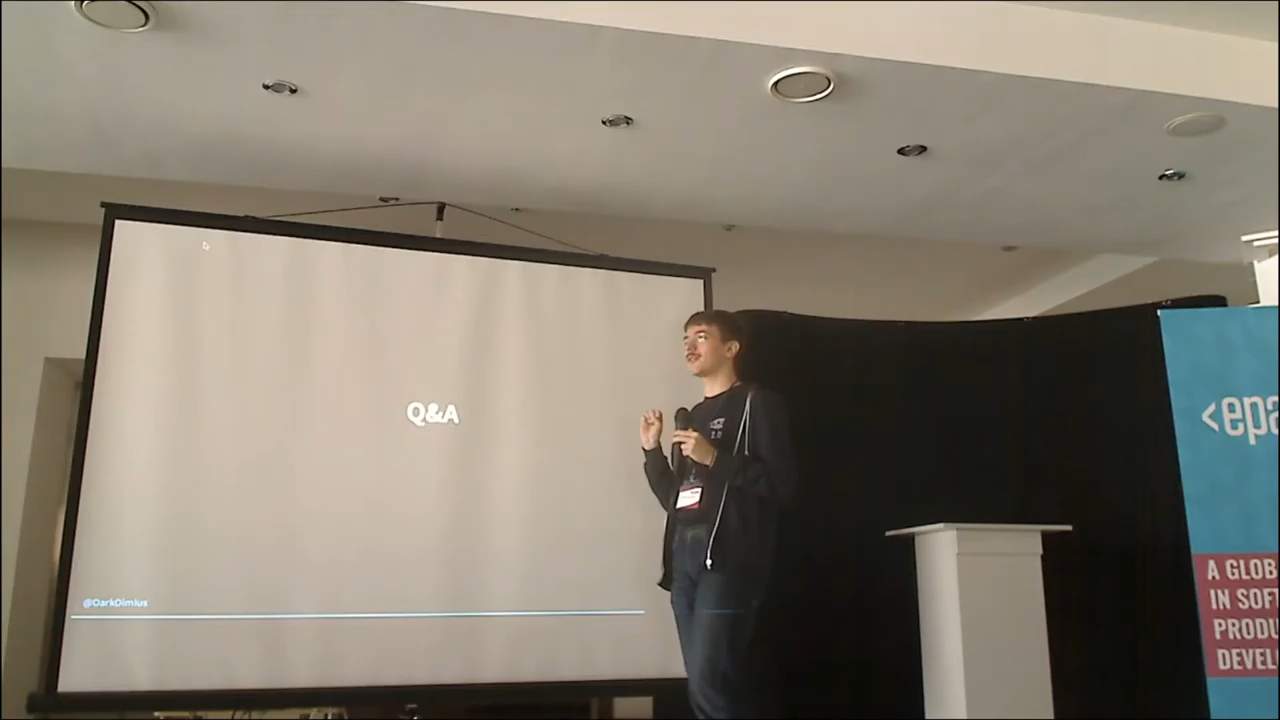 Q&A
@DarkDimius
<epa
A GLOB
IN SOFT
PRODU
DEVEL